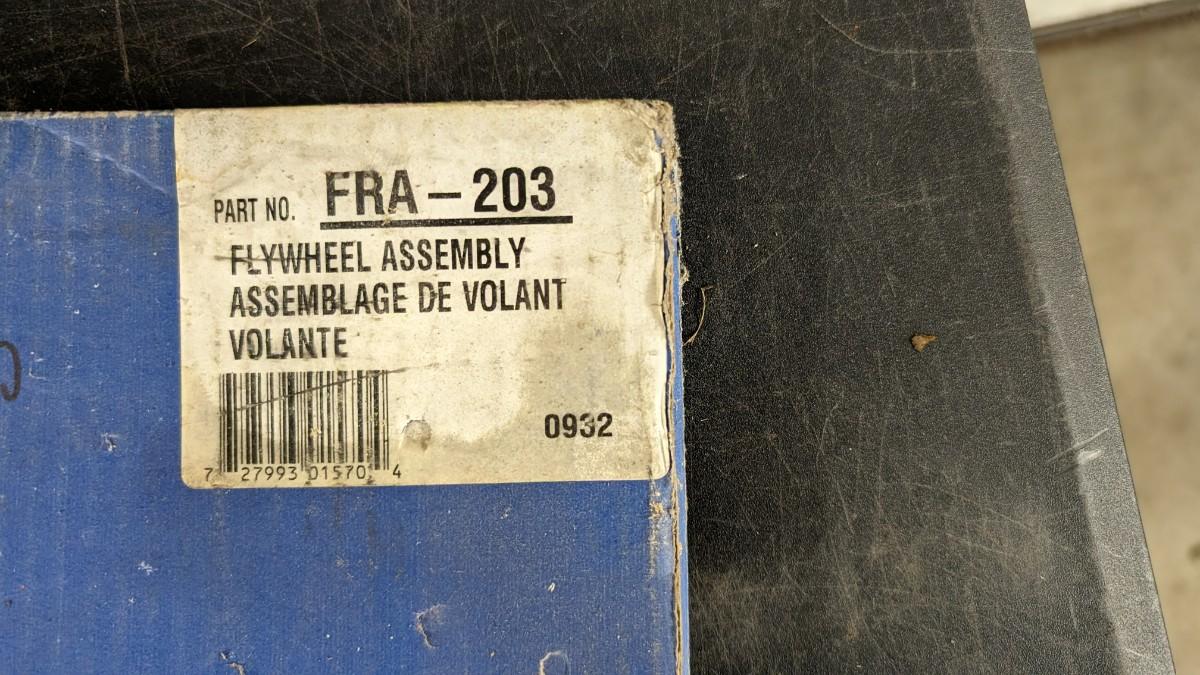 PART NO. FRA-203
FLYWHEEL ASSEMBLY
ASSEMBLAGE DE VOLANT
VOLANTE
0932
7 27993 01570 4